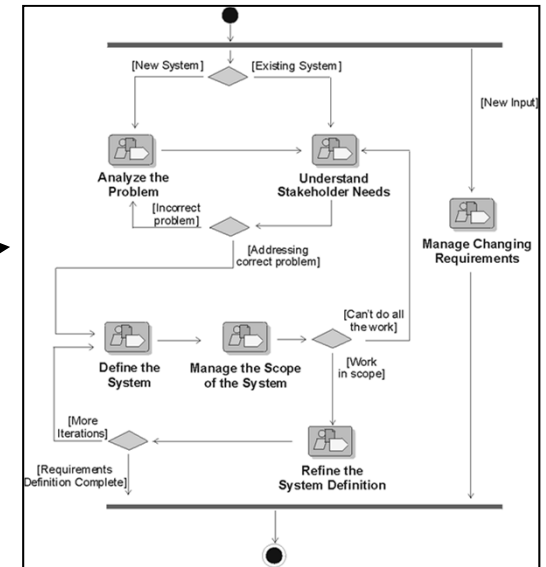 [New System]
[Existing System]
[New Input]
Analyze the
Problem
Understand
Stakeholder Needs
[Incorrect
problem]
Manage Changing
Requirements
[Addressing
correct problem]
[Can't do all
the work]
Define the
System
Manage the Scope
of the System
[Work
in scope]
[More
Iterations]
Refine the
System Definition
[Requirements
Definition Complete]